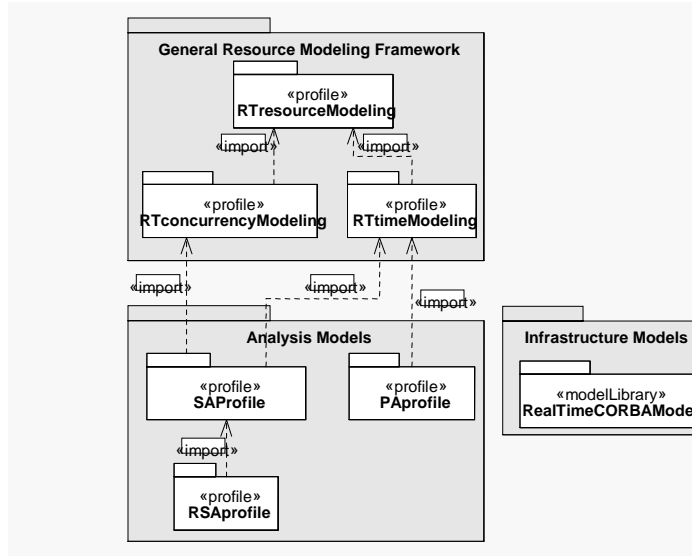 General Resource Modeling Framework
«profile»
RTresourceModeling
«import»
«import»
«profile»
RTconcurrencyModeling
«profile»
RTtimeModeling
«import»
«import»
«import»
Analysis Models
Infrastructure Models
«profile»
SAProfile
«profile»
PAprofile
«modelLibrary»
RealTimeCORBAModel
«import»
«profile»
RSAprofile